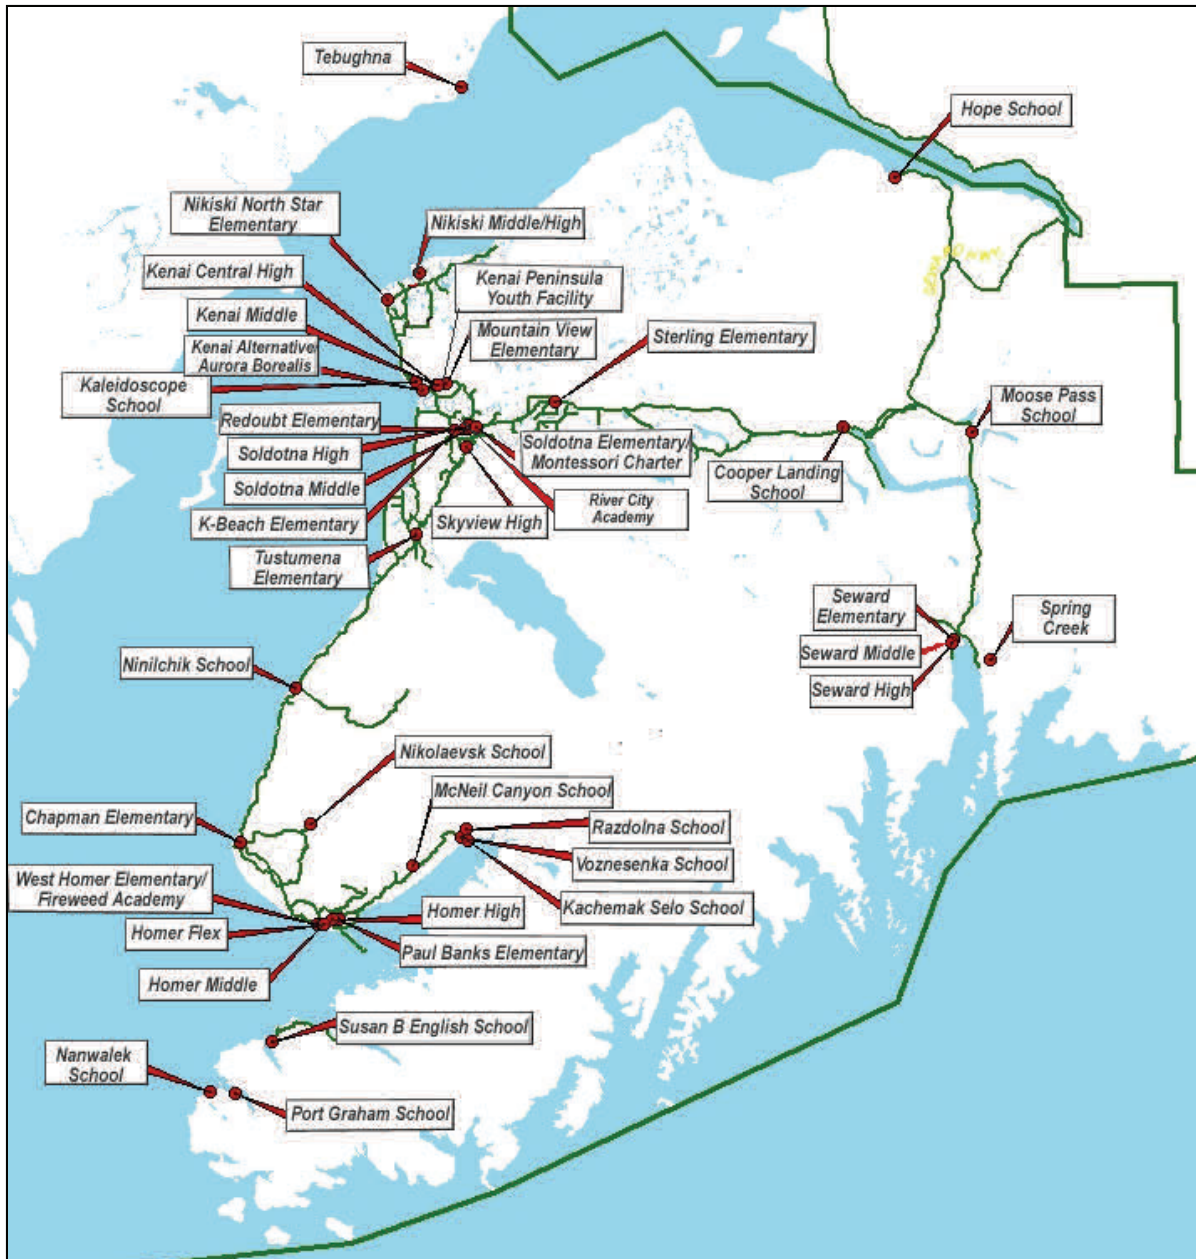 Tebughna
Hope School
Nikiski North Star
Elementary
Nikiski Middle/High
Kenai Central High
Kenai Peninsula
Youth Facility
Kenai Middle
Mountain View
Elementary
Sterling Elementary
Kenai Alternative/
Aurora Borealis
Kaleidoscope
School
Redoubt Elementary
Moose Pass
School
Soldotna High
Soldotna Elementary/
Montessori Charter
Cooper Landing
School
Soldotna Middle
River City
Academy
K-Beach Elementary
Skyview High
Tustumena
Elementary
Seward
Elementary
Spring
Creek
Seward Middle
Ninilchik School
Seward High
Nikolaevsk School
McNeil Canyon School
Chapman Elementary
Razdolna School
Voznesenka School
West Homer Elementary/
Fireweed Academy
Kachemak Selo School
Homer High
Homer Flex
Paul Banks Elementary
Homer Middle
Susan B English School
Nanwalek
School
Port Graham School